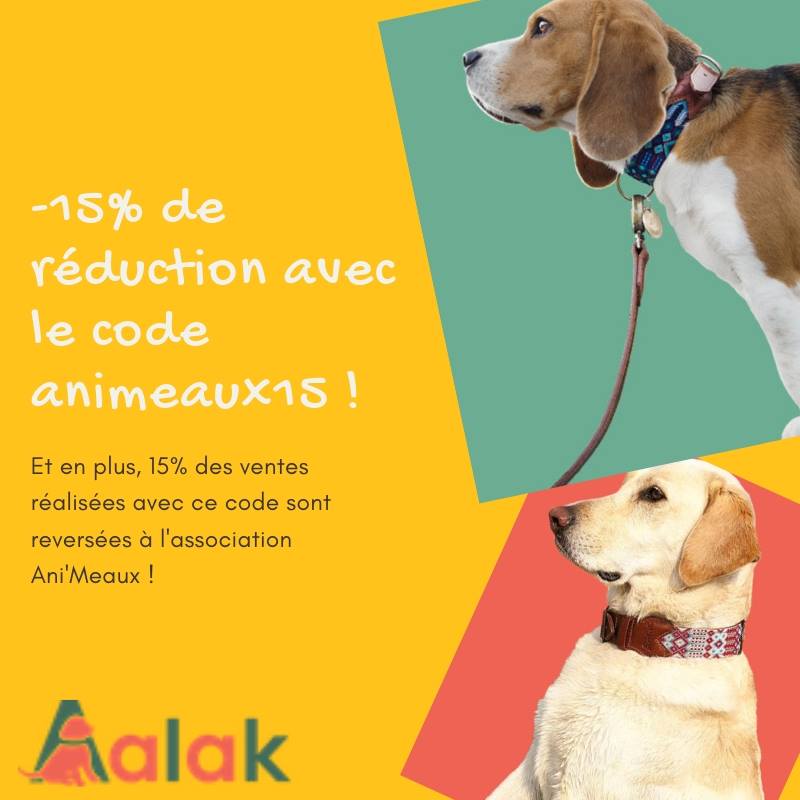 -15% de
réduction avec
le code
animeaux15 !
Et en plus, 15% des ventes
réalisées avec ce code sont
reversées à l'association
Ani'Meaux !
Aalak